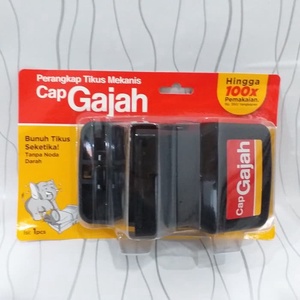 Perangkap Tikus Mekanis
Cap Gajah
Hingga
100x
Pemakaian.
Bunuh Tikus
Seketika!
Tanpa Noda
Darah
Cap Gajah